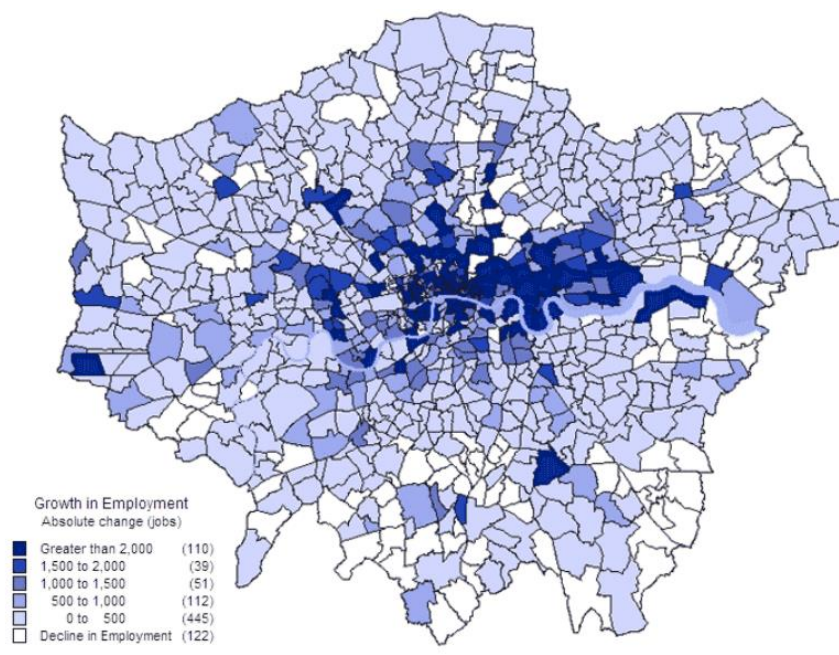 Growth in Employment
Absolute change (jobs)
Greater than 2,000 (110)
1,500 to 2,000 (39)
1,000 to 1,500 (51)
500 to 1,000 (112)
0 to 500 (445)
Decline in Employment (122)